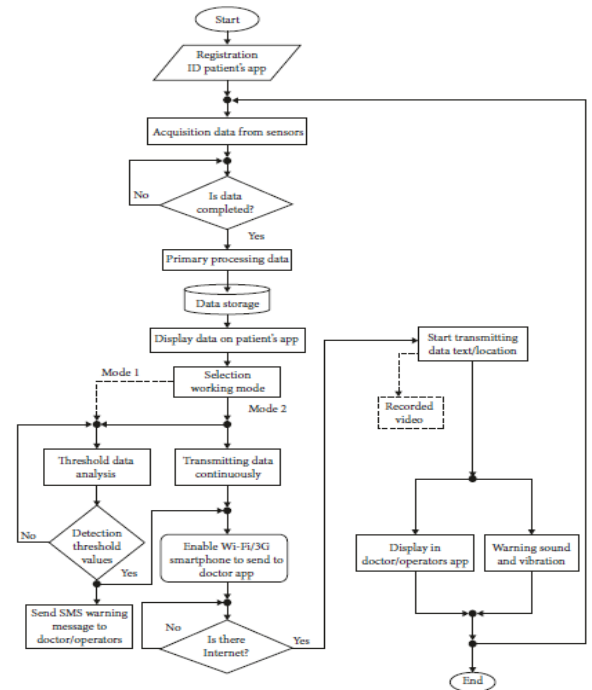 Start
Registration
ID patient's app
Acquisition data from sensors
No
Is data
completed?
Yes
Primary processing data
Data storage
Display data on patient's app
Mode 1
Selection
working mode
Mode 2
Threshold data
analysis
Transmitting data
continuously
No
Detection
threshold
values
Yes
Enable Wi-Fi/3G
smartphone to send to
doctor app
Send SMS warning
message to
doctor/operators
No
Is there
Internet?
Yes
Start transmitting
data text/location
Recorded
video
Display in
doctor/operators app
Warning sound
and vibration
End